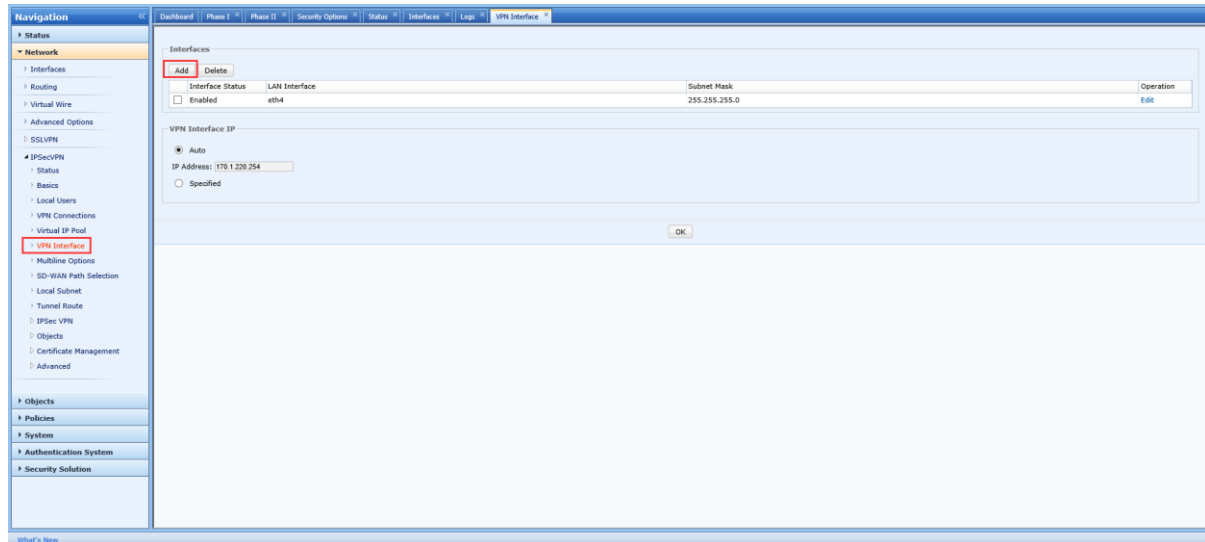 Navigation
Dashboard Phase I Phase II Security Options Status Interfaces Logs VPN Interface
Status
Network
Interfaces
Routing
Virtual Wire
Advanced Options
SSLVPN
IPSecVPN
Status
Basics
Local Users
VPN Connections
Virtual IP Pool
VPN Interface
Multiline Options
SD-WAN Path Selection
Local Subnet
Tunnel Route
IPSec VPN
Objects
Certificate Management
Advanced
Objects
Policies
System
Authentication System
Security Solution
Interfaces
Add Delete
Interface Status LAN Interface Subnet Mask Operation
Enabled eth4 255.255.255.0 Edit
VPN Interface IP
Auto
IP Address: 170.1.220.254
Specified
OK
What's New